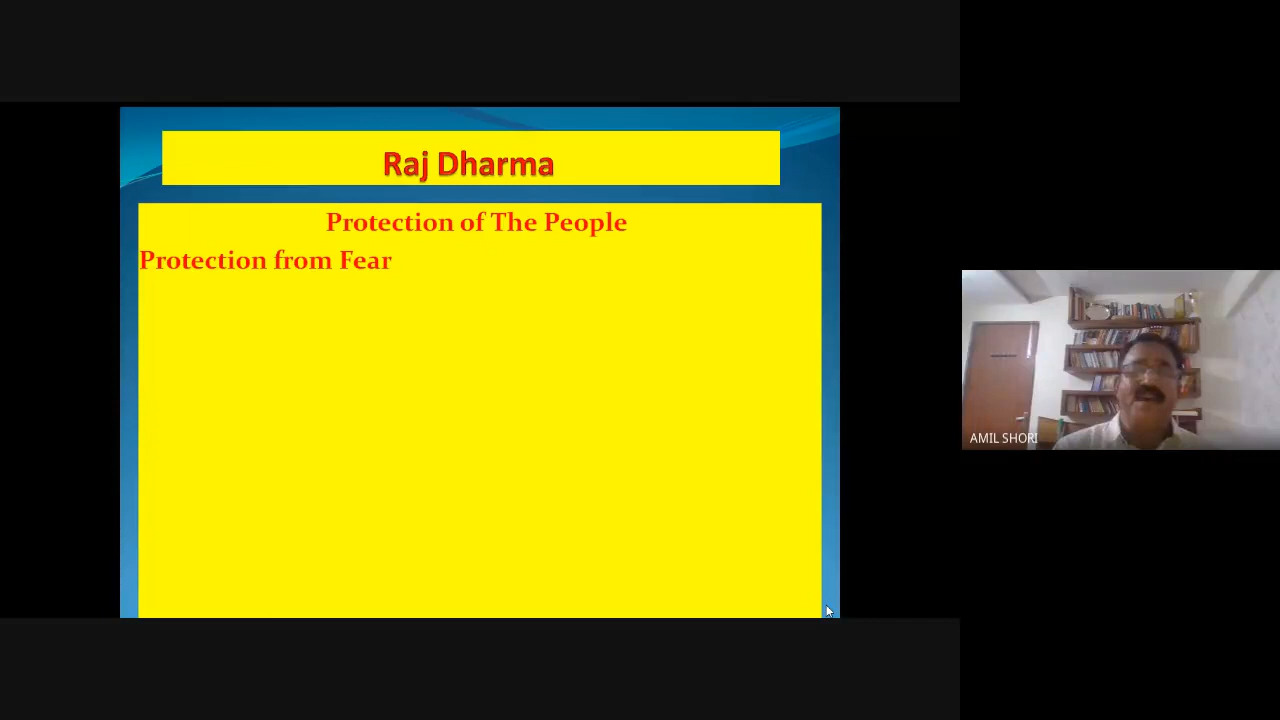 Raj Dharma
Protection of The People
Protection from Fear
AMIL SHORI